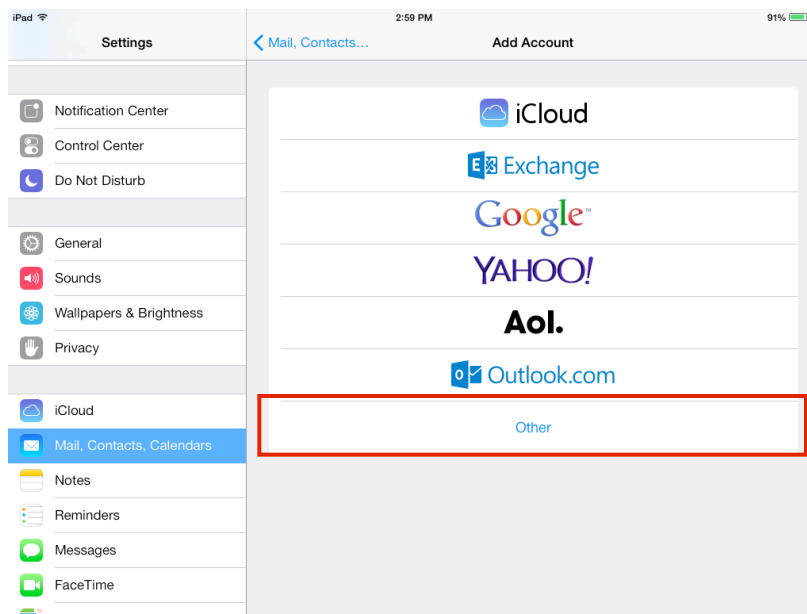 iPad 2:59 PM 91%
Settings
Mail, Contacts... Add Account
Notification Center
Control Center
Do Not Disturb
General
Sounds
Wallpapers & Brightness
Privacy
iCloud
Mail, Contacts, Calendars
Notes
Reminders
Messages
FaceTime
iCloud
E Exchange
Google™
YAHOO!
Aol.
o Outlook.com
Other